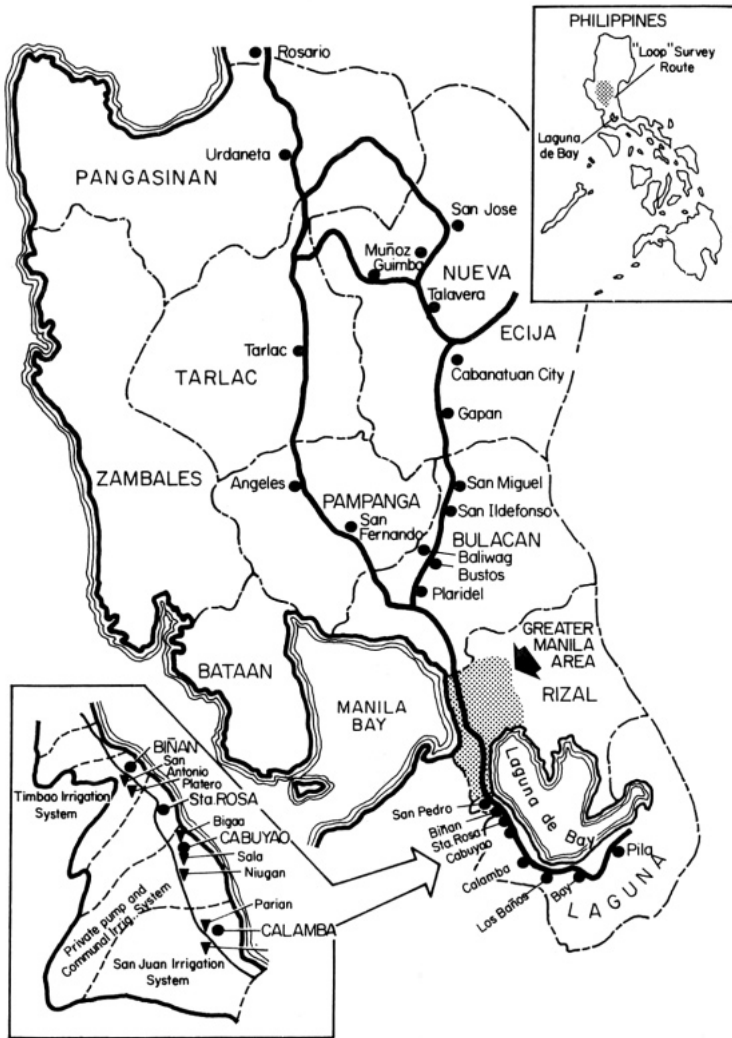 PHILIPPINES
"Loop" Survey
Route
Laguna
de Bay
Rosario
Urdaneta
PANGASINAN
San Jose
Muñoz
Guimba
NUEVA
Talavera
ECIJA
Tarlac
TARLAC
Cabanatuan City
Gapan
ZAMBALES
Angeles
PAMPANGA
San
Fernando
San Miguel
San Ildefonso
BULACAN
Baliwag
Bustos
Plaridel
GREATER
MANILA
AREA
RIZAL
BATAAN
MANILA
BAY
Laguna de Bay
San Pedro
Biñan
Sta. Rosa
Cabuyao
Calamba
Los Baños
Bay
Pila
LAGUNA
BIÑAN
San
Antonio
Platero
Timbao Irrigation
System
Sta. ROSA
Bigaa
CABUYAO
Sala
Niugan
Private pump and
Communal Irrig. System
Parian
CALAMBA
San Juan Irrigation
System